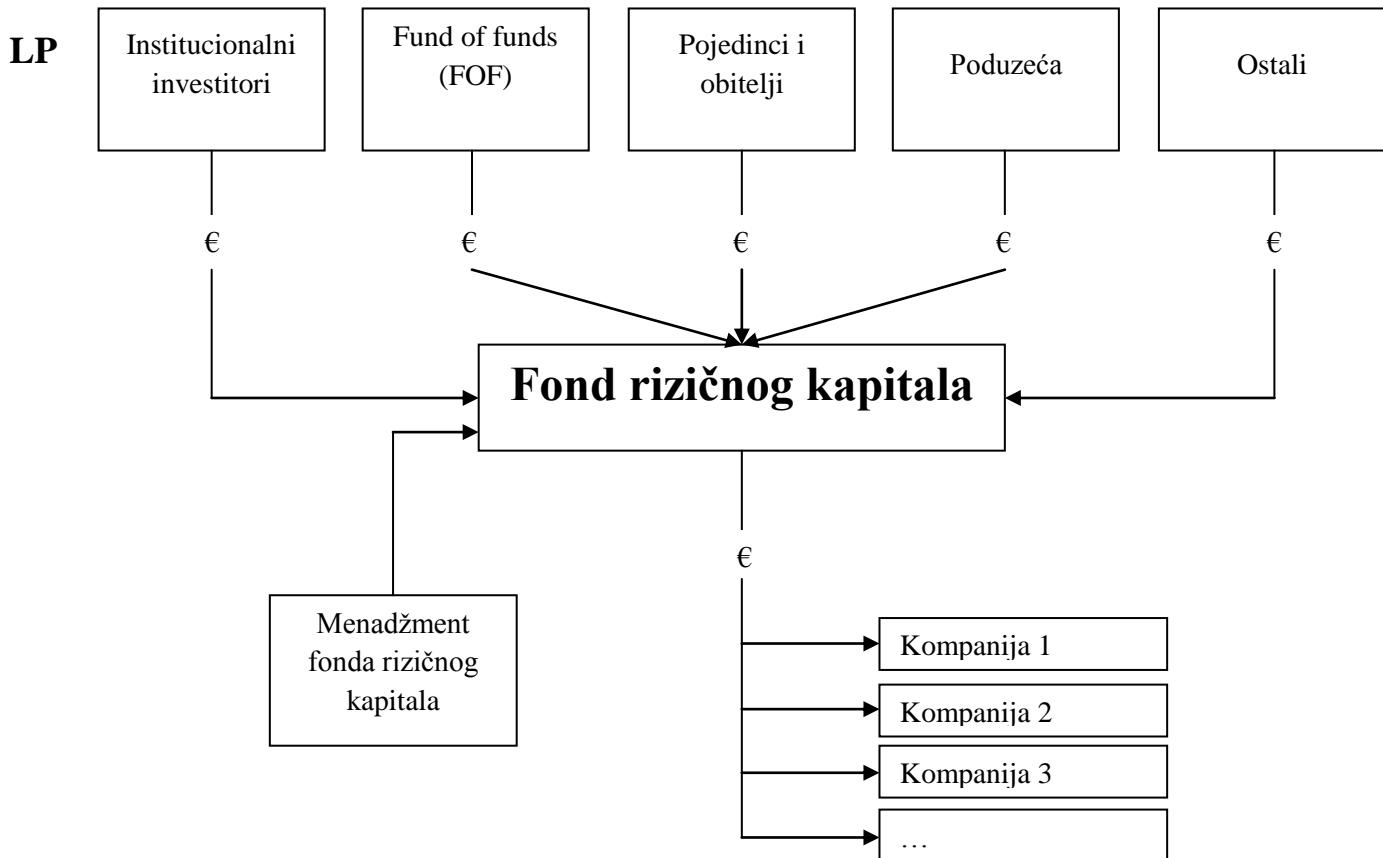 LP
Institucionalni
investitori
Fund of funds
(FOF)
Pojedinci i
obitelji
Poduzeća
Ostali
€
€
€
€
€
Fond rizičnog kapitala
€
Menadžment
fonda rizičnog
kapitala
Kompanija 1
Kompanija 2
Kompanija 3
…